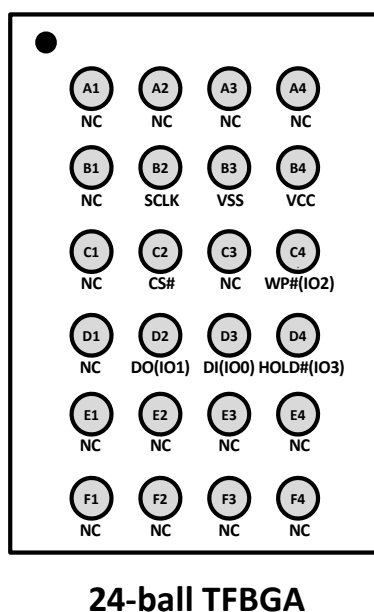 A1 A2 A3 A4
NC NC NC NC
B1 B2 B3 B4
NC SCLK VSS VCC
C1 C2 C3 C4
NC CS# NC WP#(IO2)
D1 D2 D3 D4
NC DO(IO1) DI(IO0) HOLD#(IO3)
E1 E2 E3 E4
NC NC NC NC
F1 F2 F3 F4
NC NC NC NC
24-ball TFBGA